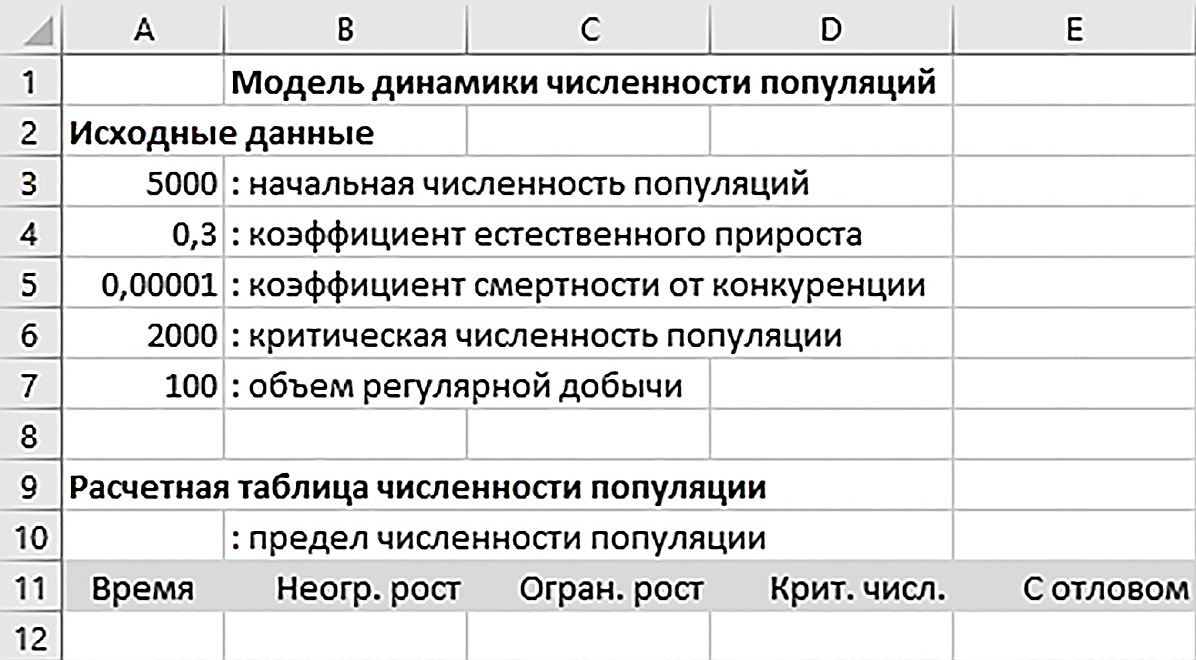 A B C D E
1 Модель динамики численности популяций
2 Исходные данные
3 5000 : начальная численность популяций
4 0,3 : коэффициент естественного прироста
5 0,00001 : коэффициент смертности от конкуренции
6 2000 : критическая численность популяции
7 100 : объем регулярной добычи
8
9 Расчетная таблица численности популяции
10 : предел численности популяции
11 Время Неогр. рост Огран. рост Крит. числ. С отловом
12